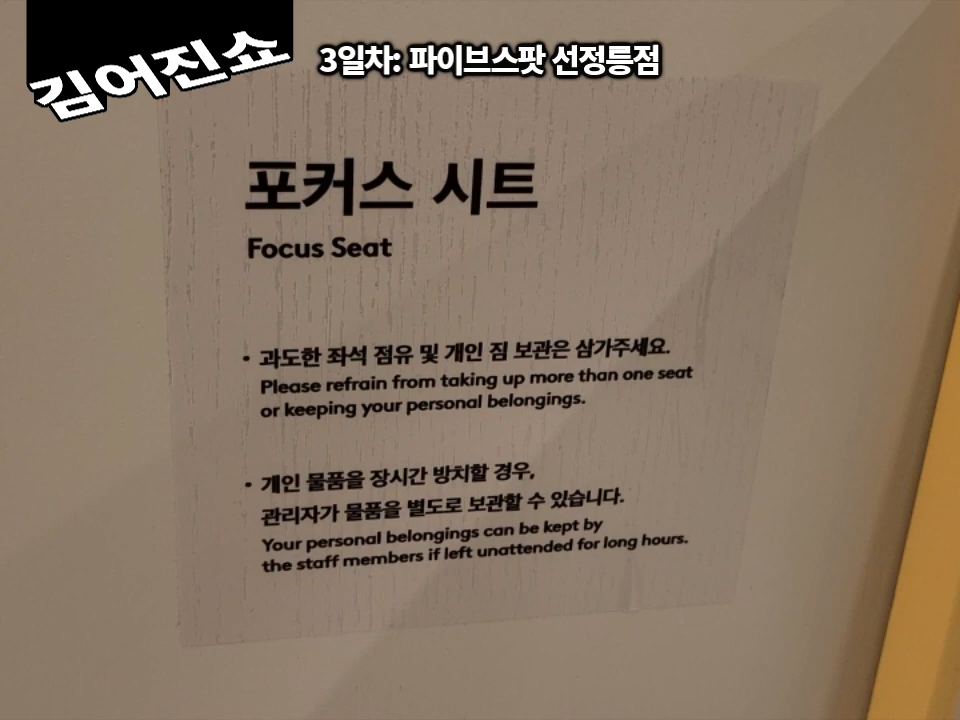 김어진쇼
3일차: 파이브스팟 선정릉점
포커스 시트
Focus Seat
• 과도한 좌석 점유 및 개인 짐 보관은 삼가주세요.
Please refrain from taking up more than one seat
or keeping your personal belongings.
• 개인 물품을 장시간 방치할 경우,
관리자가 물품을 별도로 보관할 수 있습니다.
Your personal belongings can be kept by
the staff members if left unattended for long hours.